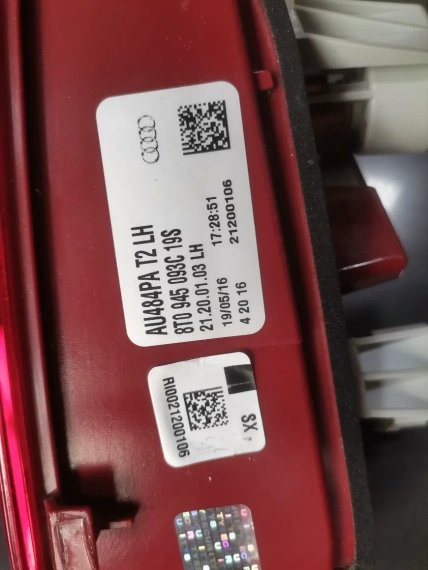 AU484PA T2 LH
8T0 945 093C 19S
21.20.01.03 LH
19/05/16 17:28:51
4 20 16 21200106
RI0021200106
SX